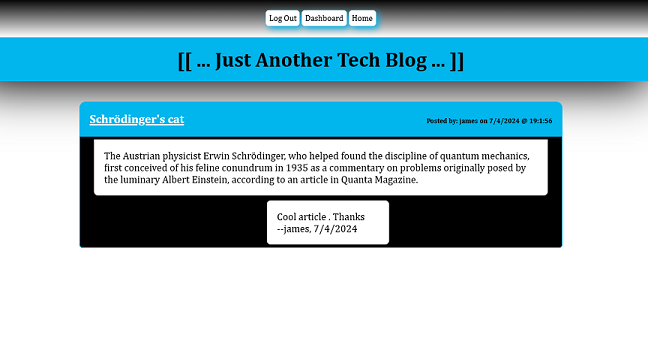 Log Out Dashboard Home
[[ ... Just Another Tech Blog ... ]]
Schrödinger's cat
Posted by: james on 7/4/2024 @ 19:1:56
The Austrian physicist Erwin Schrödinger, who helped found the discipline of quantum mechanics,
first conceived of his feline conundrum in 1935 as a commentary on problems originally posed by
the luminary Albert Einstein, according to an article in Quanta Magazine.
Cool article . Thanks
--james, 7/4/2024